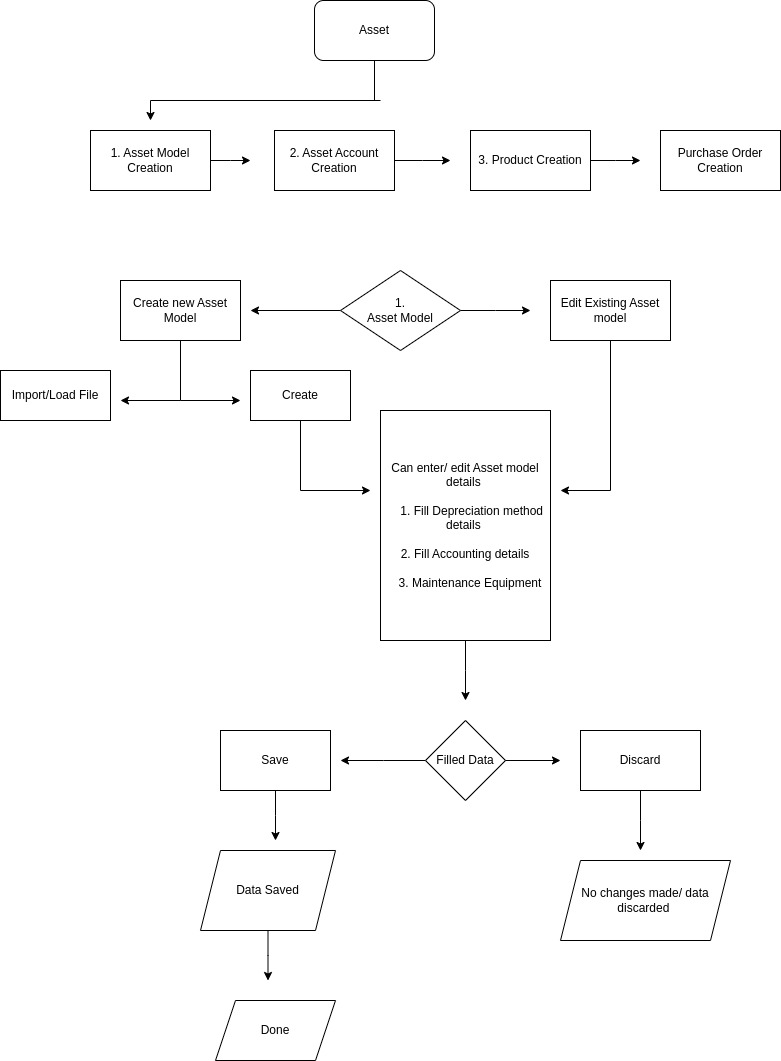 Asset
1. Asset Model
Creation
2. Asset Account
Creation
3. Product Creation
Purchase Order
Creation
Create new Asset
Model
1.
Asset Model
Edit Existing Asset
model
Import/Load File
Create
Can enter/ edit Asset model
details
1. Fill Depreciation method
details
2. Fill Accounting details
3. Maintenance Equipment
Save
Filled Data
Discard
Data Saved
No changes made/ data
discarded
Done